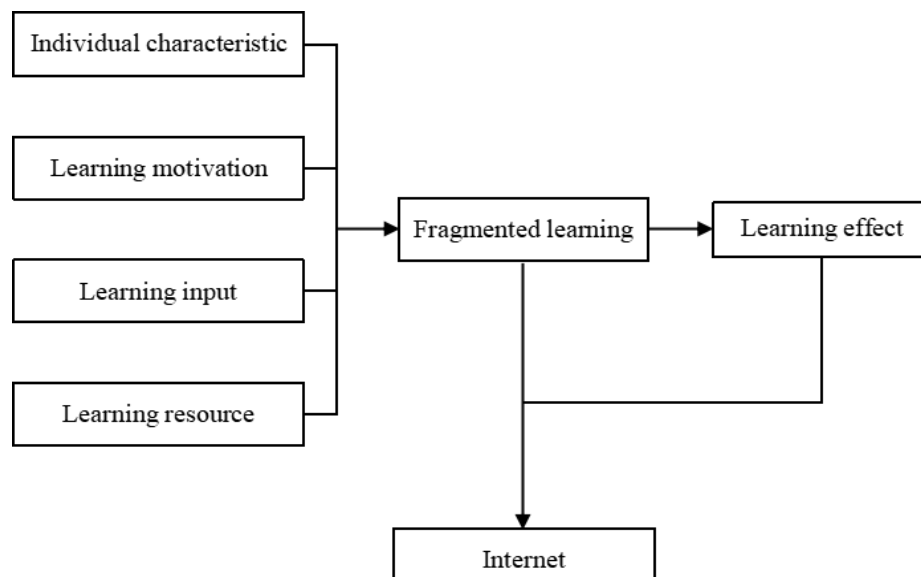 Individual characteristic
Learning motivation
Fragmented learning
Learning effect
Learning input
Learning resource
Internet